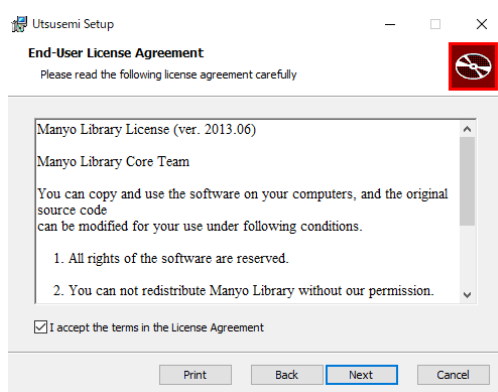 Utsusemi Setup
End-User License Agreement
Please read the following license agreement carefully
Manyo Library License (ver. 2013.06)
Manyo Library Core Team
You can copy and use the software on your computers, and the original
source code
can be modified for your use under following conditions.
1. All rights of the software are reserved.
2. You can not redistribute Manyo Library without our permission.
I accept the terms in the License Agreement
Print Back Next Cancel